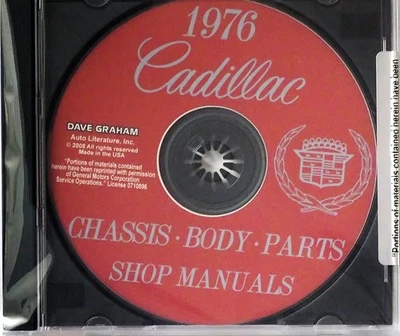 1976
Cadillac
DAVE GRAHAM
Auto Literature, Inc.
© 2008 All rights reserved
Made in the USA
"Portions of materials contained
herein have been reprinted with permission
of General Motors Corporation
Service Operations." License 0710896
CHASSIS · BODY · PARTS
SHOP MANUALS
"Portions of materials contained herein have been